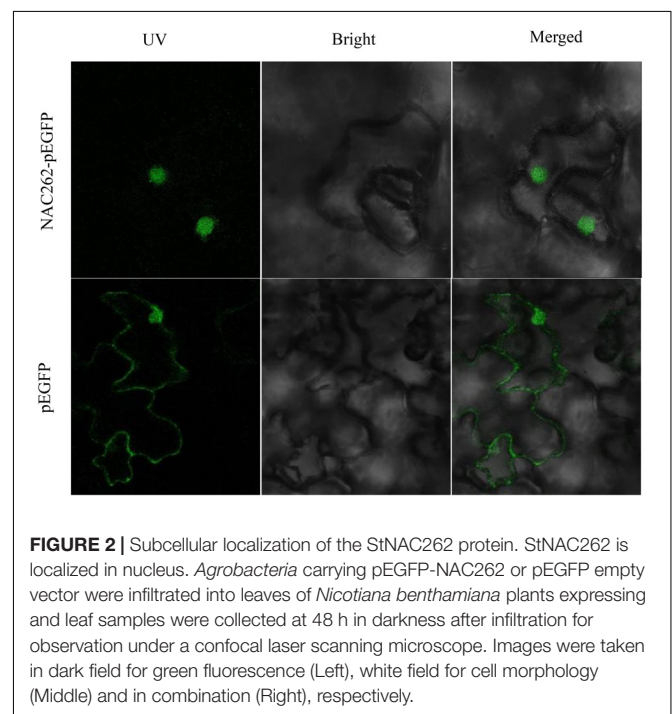 UV
Bright
Merged
NAC262-pEGFP
pEGFP
FIGURE 2 | Subcellular localization of the StNAC262 protein. StNAC262 is
localized in nucleus. Agrobacteria carrying pEGFP-NAC262 or pEGFP empty
vector were infiltrated into leaves of Nicotiana benthamiana plants expressing
and leaf samples were collected at 48 h in darkness after infiltration for
observation under a confocal laser scanning microscope. Images were taken
in dark field for green fluorescence (Left), white field for cell morphology
(Middle) and in combination (Right), respectively.